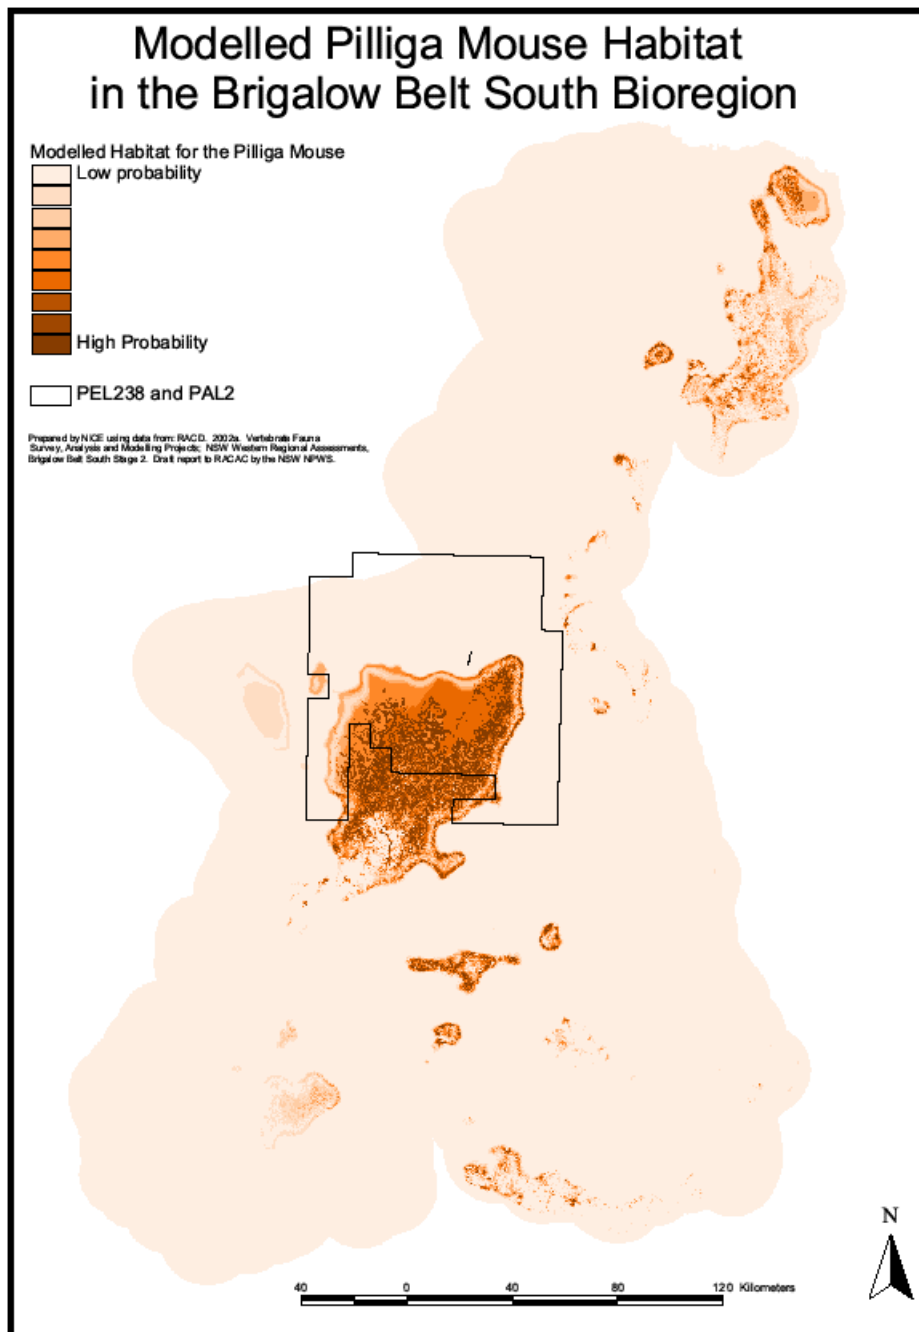 Modelled Pilliga Mouse Habitat
in the Brigalow Belt South Bioregion
Modelled Habitat for the Pilliga Mouse
Low probability
High Probability
PEL238 and PAL2
Prepared by NICE using data from: RACD. 2002a. Vertebrate Fauna
Survey, Analysis and Modelling Projects; NSW Western Regional Assessments,
Brigalow Belt South Stage 2. Draft report to RACAC by the NSW NPWS.
N
40 0 40 80 120 Kilometers